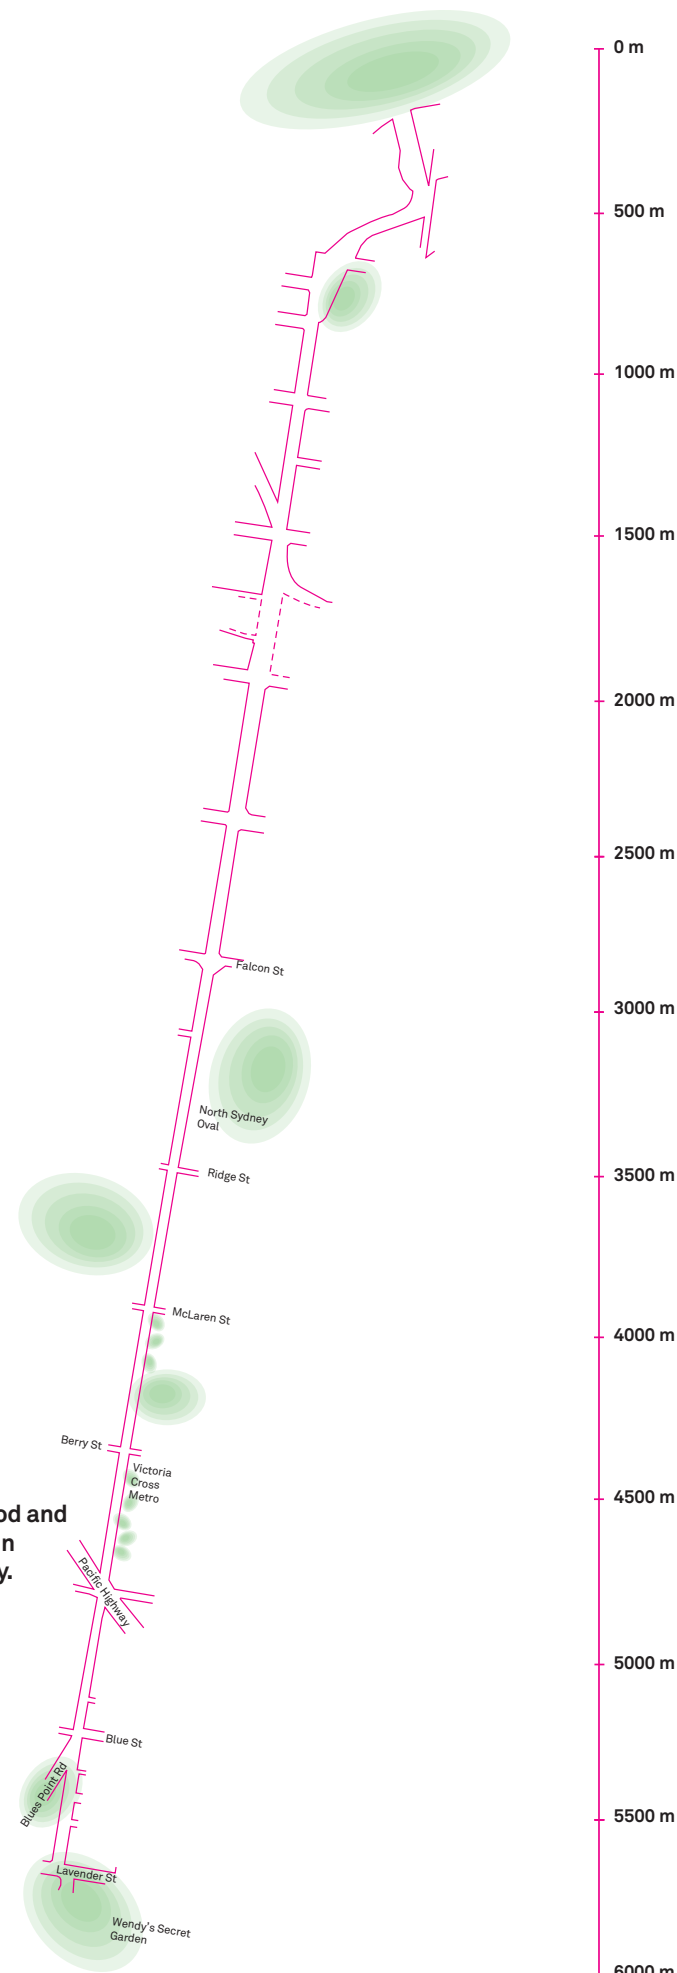 0 m
500 m
1000 m
1500 m
2000 m
2500 m
Falcon St
3000 m
North Sydney
Oval
Ridge St
3500 m
McLaren St
4000 m
Berry St
Victoria
Cross
Metro
4500 m
od and
n
y.
Pacific Highway
5000 m
Blue St
Blues Point Rd
5500 m
Lavender St
Wendy's Secret
Garden
6000 m